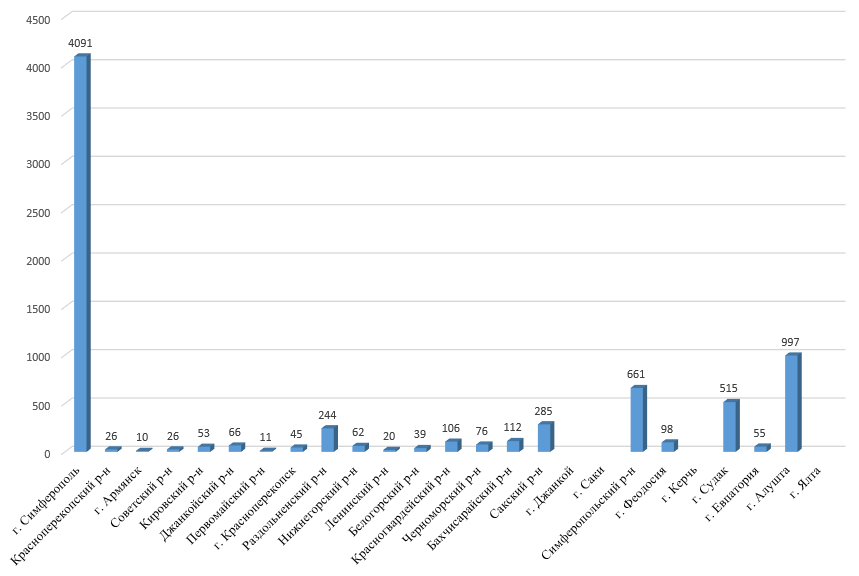 4500
4000
3500
3000
2500
2000
1500
1000
500
0
4091
26
10
26
53
66
11
45
244
62
20
39
106
76
112
285
661
98
515
55
997
г. Симферополь
Красноперекопский р-н
г. Армянск
Советский р-н
Кировский р-н
Джанкойский р-н
Первомайский р-н
г. Красноперекопск
Раздольненский р-н
Нижнегорский р-н
Ленинский р-н
Белогорский р-н
Красногвардейский р-н
Черноморский р-н
Бахчисарайский р-н
Сакский р-н
г. Джанкой
г. Саки
Симферопольский р-н
г. Феодосия
г. Керчь
г. Судак
г. Евпатория
г. Алушта
г. Ялта